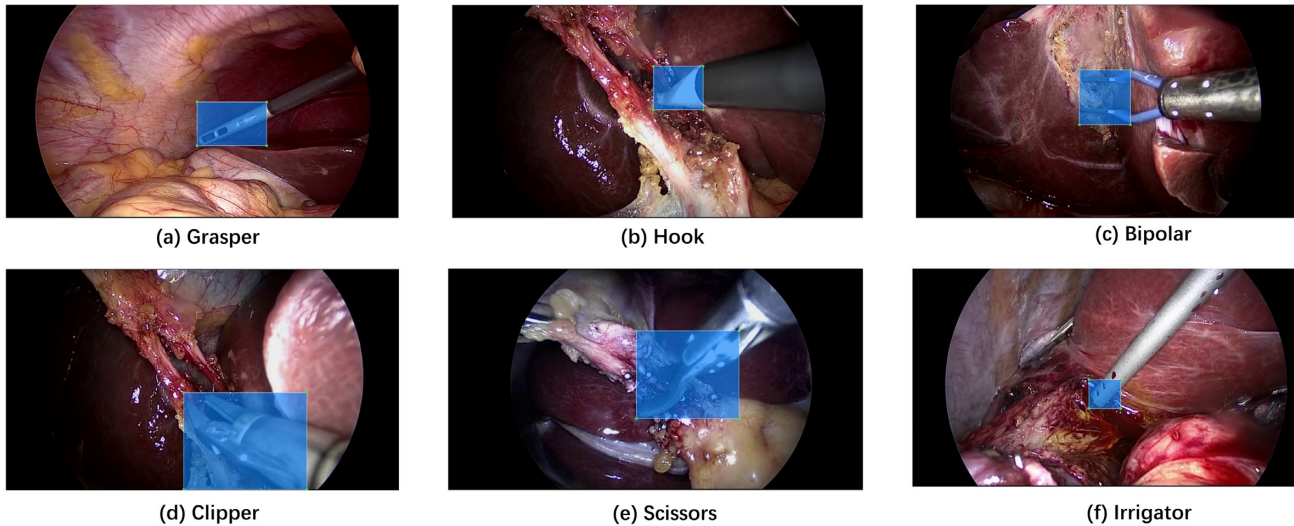 (a) Grasper
(b) Hook
(c) Bipolar
(d) Clipper
(e) Scissors
(f) Irrigator